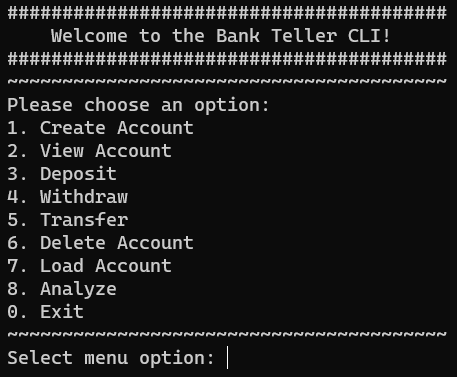 ########################################
Welcome to the Bank Teller CLI!
########################################
~~~~~~~~~~~~~~~~~~~~~~~~~~~~~~~~~~~~~~~~
Please choose an option:
1. Create Account
2. View Account
3. Deposit
4. Withdraw
5. Transfer
6. Delete Account
7. Load Account
8. Analyze
0. Exit
~~~~~~~~~~~~~~~~~~~~~~~~~~~~~~~~~~~~~~~~
Select menu option: